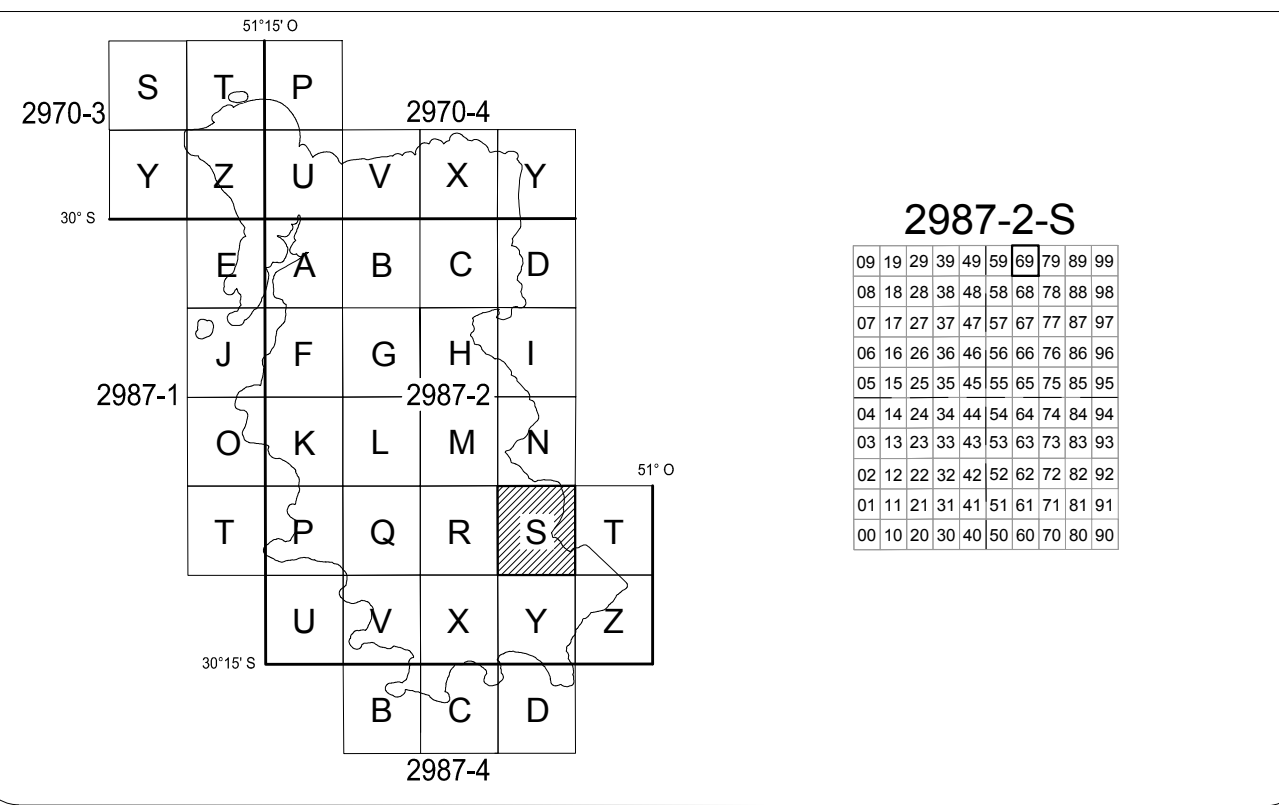 51°15' O
S T P
2970-3
2970-4
Y Z U V X Y
30° S
E A B C D
J F G H I
2987-1
2987-2
O K L M N
51° O
T P Q R S T
U V X Y Z
30°15' S
B C D
2987-4
2987-2-S
09 19 29 39 49 59 69 79 89 99
08 18 28 38 48 58 68 78 88 98
07 17 27 37 47 57 67 77 87 97
06 16 26 36 46 56 66 76 86 96
05 15 25 35 45 55 65 75 85 95
04 14 24 34 44 54 64 74 84 94
03 13 23 33 43 53 63 73 83 93
02 12 22 32 42 52 62 72 82 92
01 11 21 31 41 51 61 71 81 91
00 10 20 30 40 50 60 70 80 90